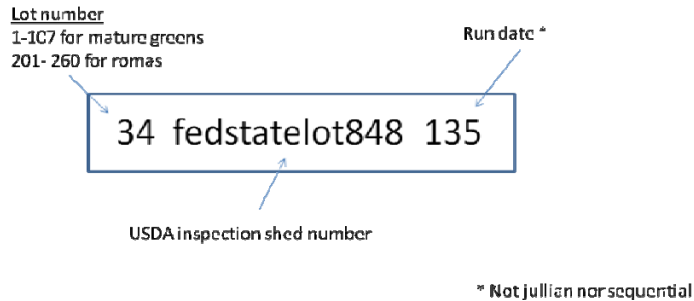 Lot number
1-107 for mature greens
201- 260 for romas
Run date *
34 fedstatelot848 135
USDA inspection shed number
* Not jullian nor sequential